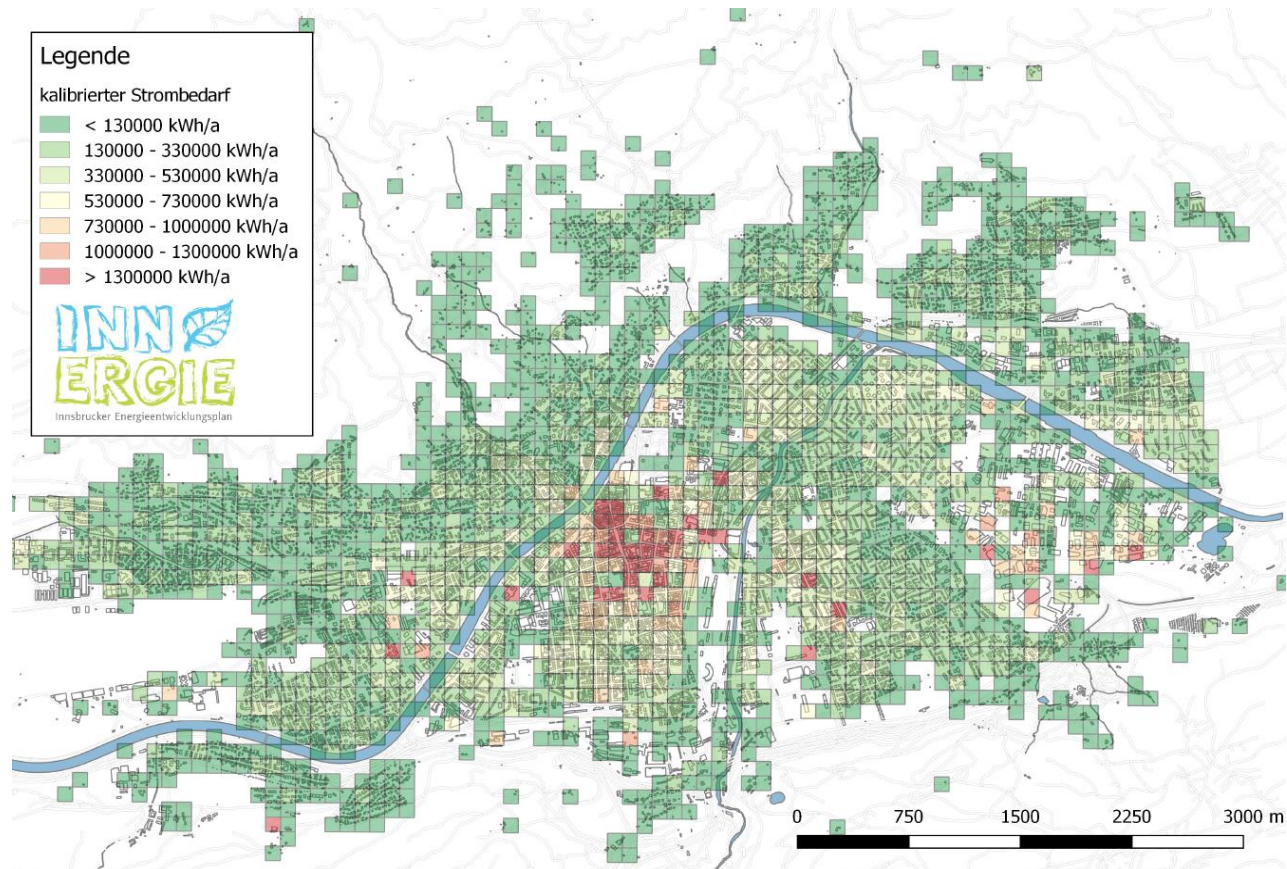 Legende
kalibrierter Strombedarf
< 130000 kWh/a
130000 - 330000 kWh/a
330000 - 530000 kWh/a
530000 - 730000 kWh/a
730000 - 1000000 kWh/a
1000000 - 1300000 kWh/a
> 1300000 kWh/a
INN
ERGIE
Innsbrucker Energieentwicklungsplan
0 750 1500 2250 3000 m